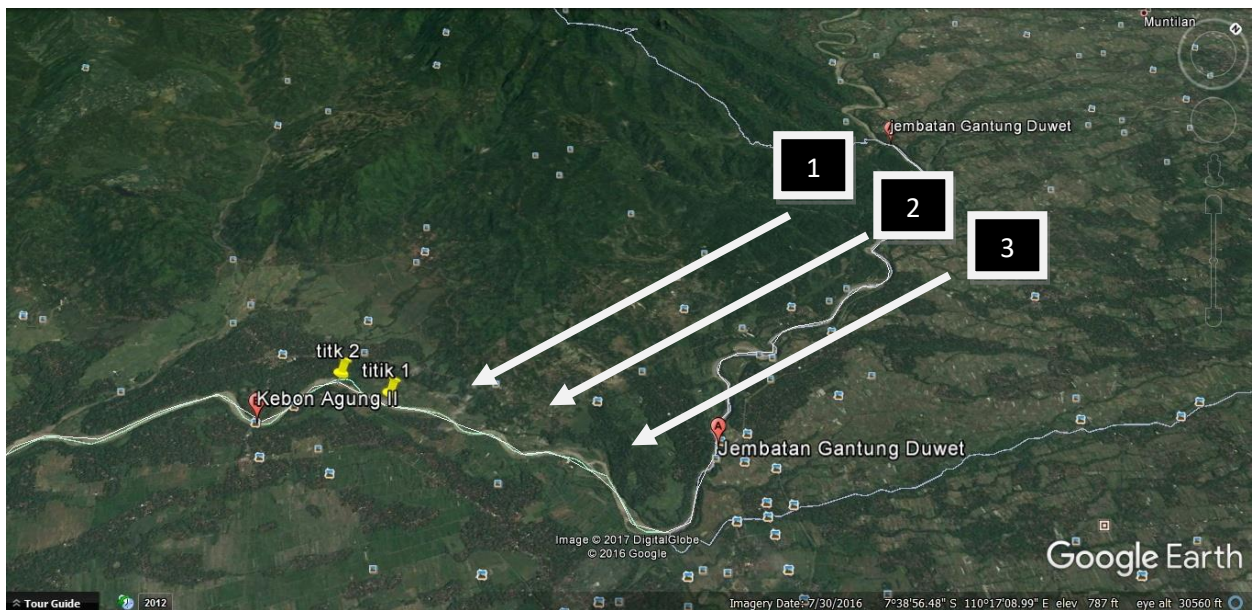 Muntilan
N
jembatan Gantung Duwet
1
2
3
titk 2
titik 1
Kebon Agung II
A
Jembatan Gantung Duwet
Image © 2017 DigitalGlobe
© 2016 Google
Google Earth
Tour Guide
2012
Imagery Date: 7/30/2016 7°38'56.48" S 110°17'08.99" E elev 787 ft eye alt 30560 ft